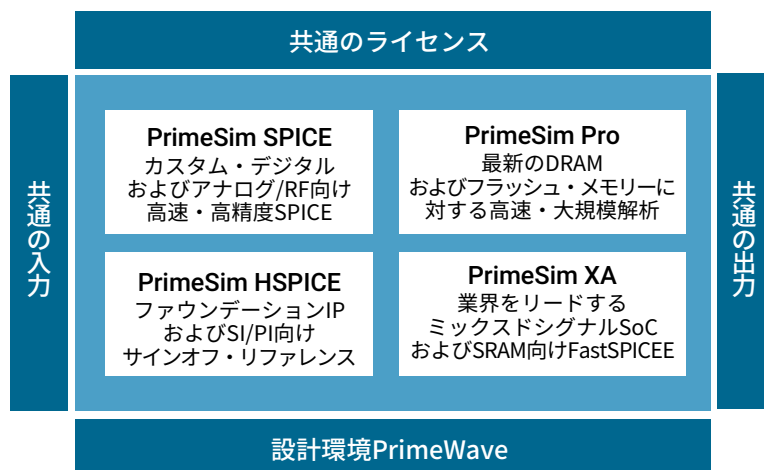 共通のライセンス
共通の入力
PrimeSim SPICE
カスタム・デジタル
およびアナログ/RF向け
高速・高精度SPICE
PrimeSim Pro
最新のDRAM
およびフラッシュ・メモリーに
対する高速・大規模解析
PrimeSim HSPICE
ファウンデーションIP
およびSI/PI向け
サインオフ・リファレンス
PrimeSim XA
業界をリードする
ミックスドシグナルSoC
およびSRAM向けFastSPICEE
共通の出力
設計環境PrimeWave